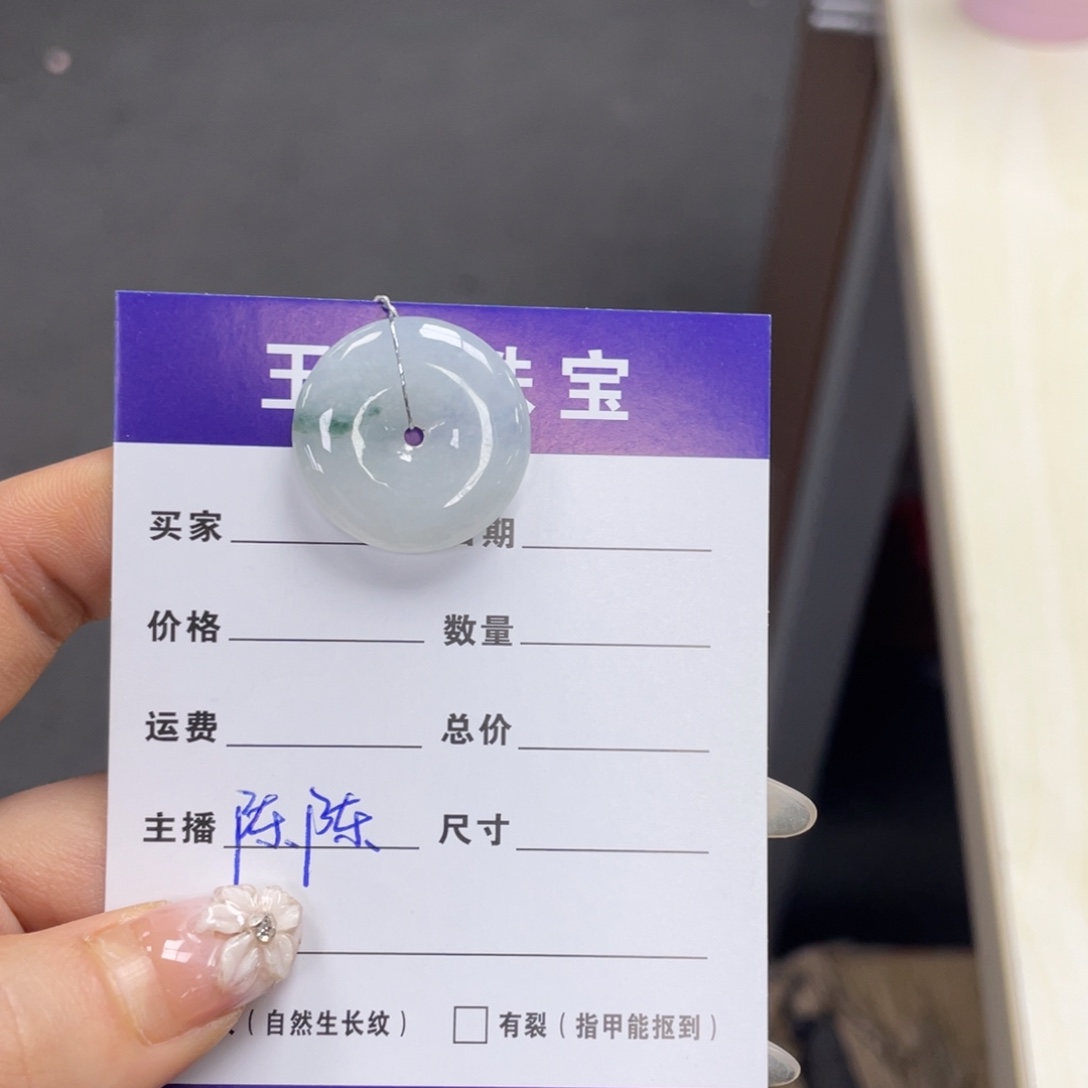 宝
买家 期
价格 数量
运费 总价
主播 陈陈 尺寸
（自然生长纹） 有裂（指甲能抠到）